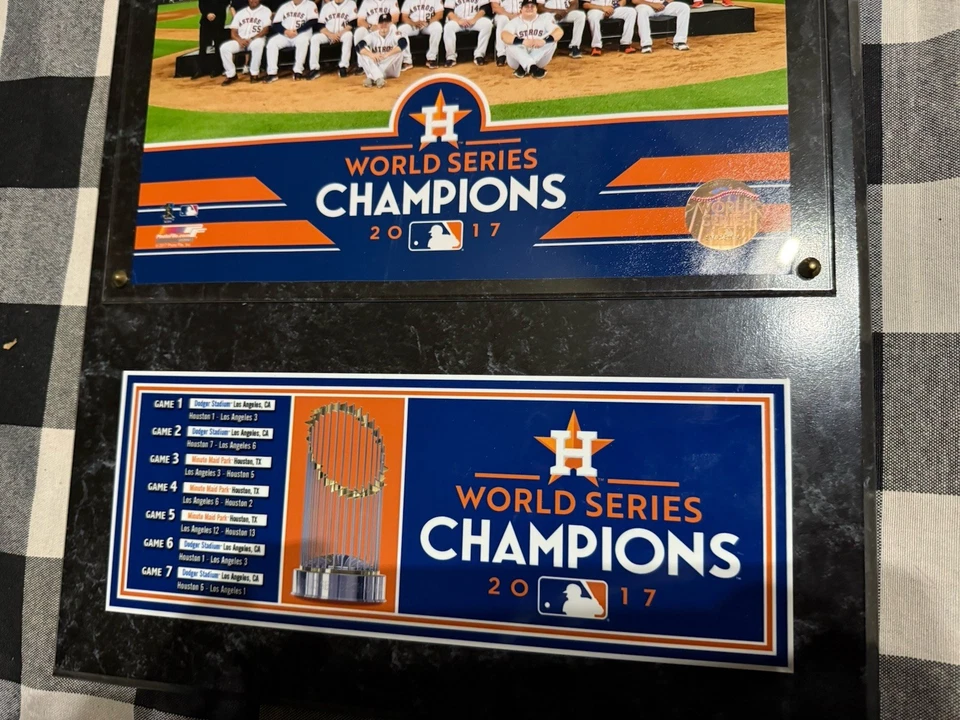 ASTROS
WORLD SERIES
CHAMPIONS
20 17
GAME 1 Dodger Stadium Los Angeles, CA
Houston 1 - Los Angeles 3
GAME 2 Dodger Stadium Los Angeles, CA
Houston 7 - Los Angeles 6
GAME 3 Minute Maid Park Houston, TX
Los Angeles 3 - Houston 5
GAME 4 Minute Maid Park Houston, TX
Los Angeles 6 - Houston 2
GAME 5 Minute Maid Park Houston, TX
Los Angeles 12 - Houston 13
GAME 6 Dodger Stadium Los Angeles, CA
Houston 1 - Los Angeles 3
GAME 7 Dodger Stadium Los Angeles, CA
Houston 5 - Los Angeles 1
H
WORLD SERIES
CHAMPIONS
20 17